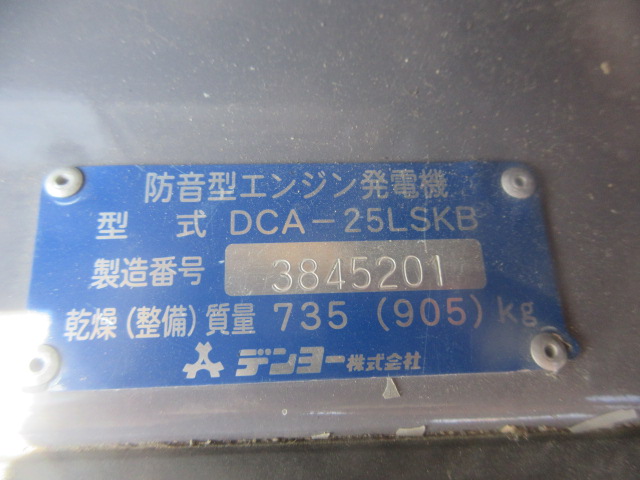 防音型エンジン発電機
型式 DCA-25LSKB
製造番号 3845201
乾燥(整備)質量 735 (905) kg
デンヨー株式会社